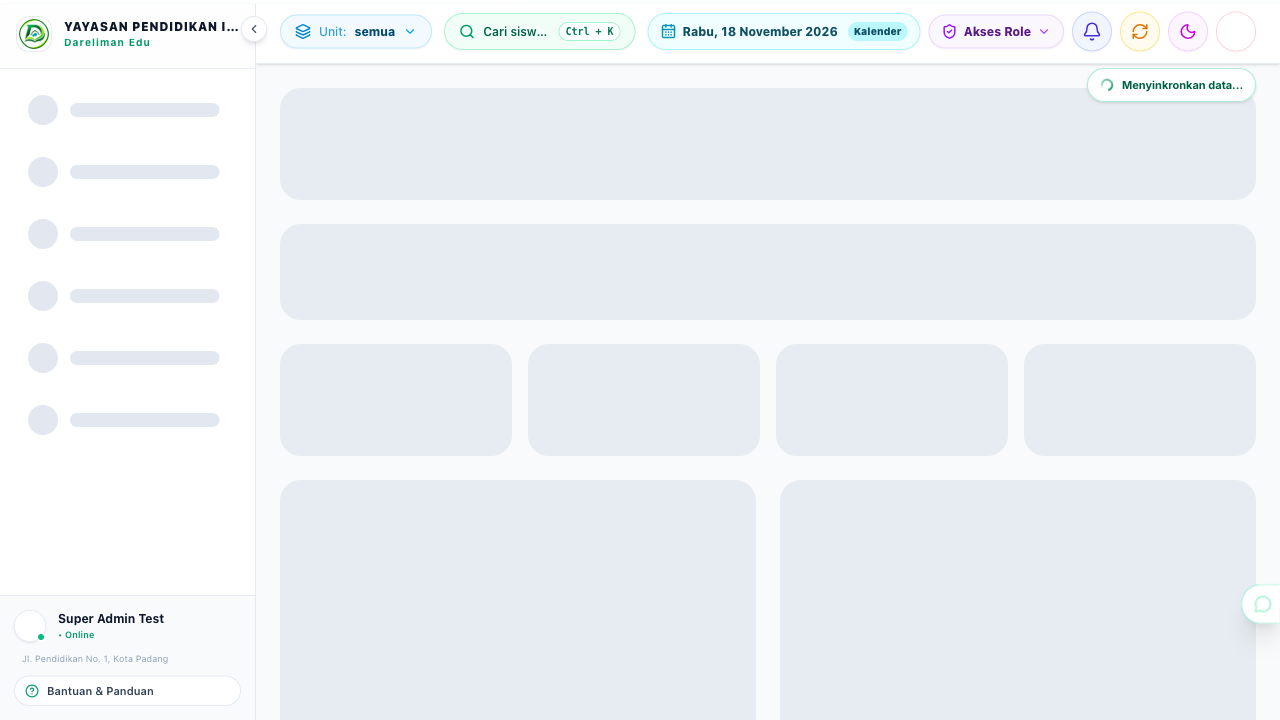 YAYASAN PENDIDIKAN I...
Dareliman Edu
Unit: semua
Cari sisw...
Ctrl + K
Rabu, 18 November 2026
Kalender
Akses Role
Menyinkronkan data...
Super Admin Test
• Online
Jl. Pendidikan No. 1, Kota Padang
Bantuan & Panduan